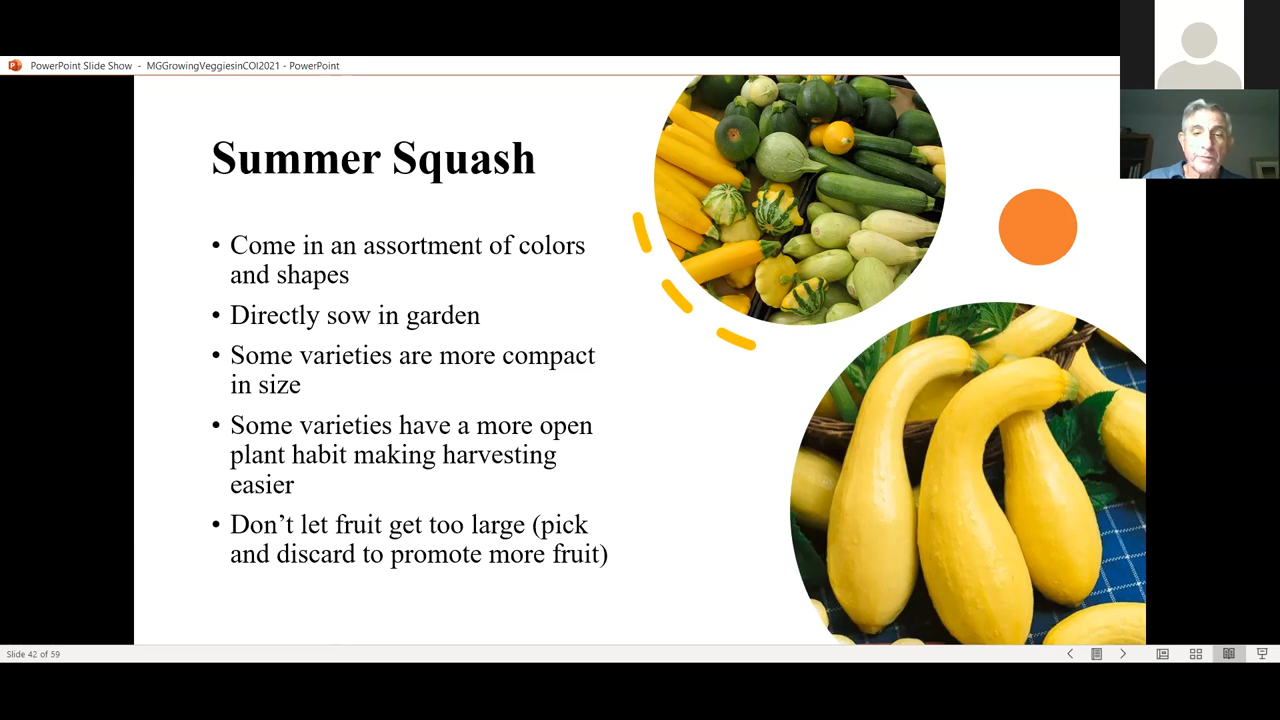 PowerPoint Slide Show - MGGrowingVeggiesinCOI2021 - PowerPoint
Summer Squash
• Come in an assortment of colors
and shapes
• Directly sow in garden
• Some varieties are more compact
in size
• Some varieties have a more open
plant habit making harvesting
easier
• Don’t let fruit get too large (pick
and discard to promote more fruit)
Slide 42 of 59